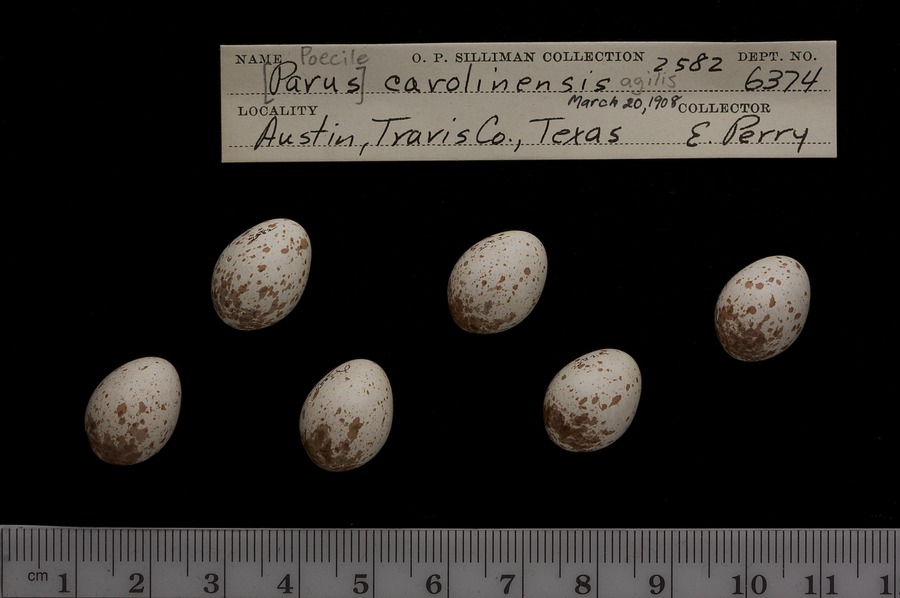 NAME Poecile O. P. SILLIMAN COLLECTION 2582 DEPT. NO.
[Parus] carolinensis agilis 6374
LOCALITY March 20, 1908 COLLECTOR
Austin, Travis Co., Texas E. Perry
cm 1 2 3 4 5 6 7 8 9 10 11 1